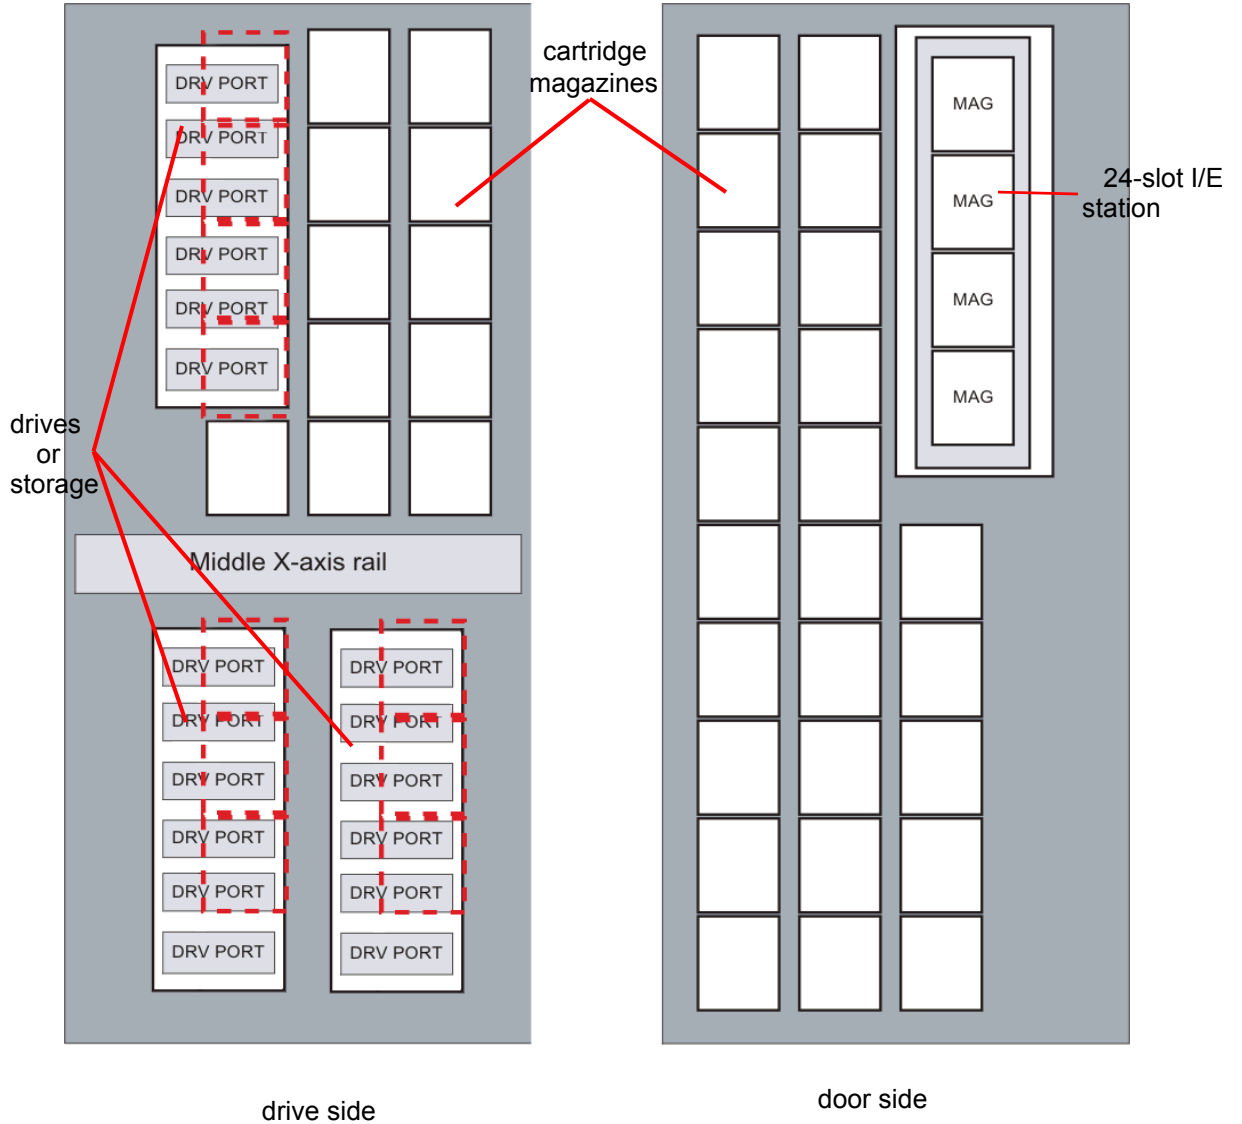 cartridge
magazines
DRV PORT
DRV PORT
DRV PORT
DRV PORT
DRV PORT
DRV PORT
MAG
MAG
MAG
MAG
24-slot I/E
station
drives
or
storage
Middle X-axis rail
DRV PORT
DRV PORT
DRV PORT
DRV PORT
DRV PORT
DRV PORT
DRV PORT
DRV PORT
DRV PORT
DRV PORT
DRV PORT
DRV PORT
drive side
door side